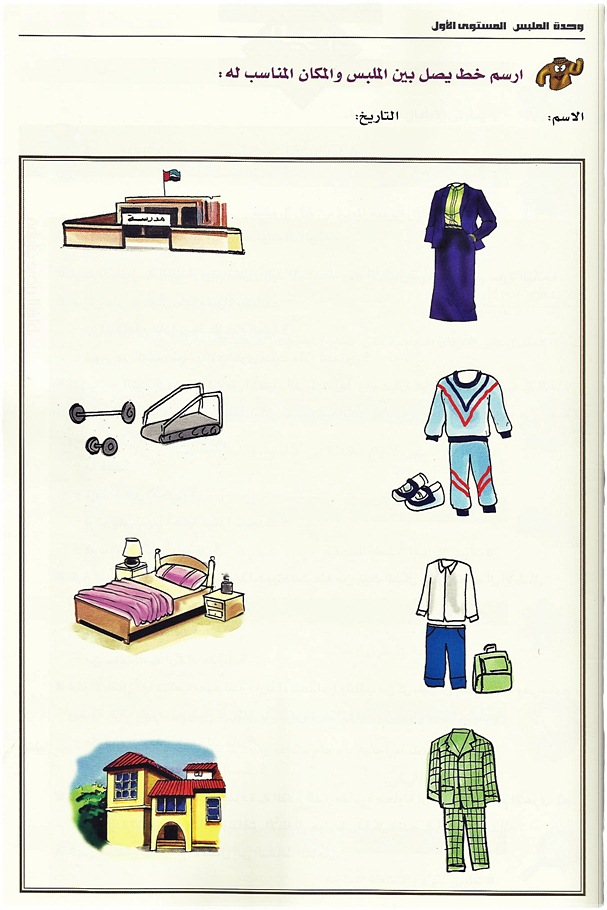 وحدة الملبس المستوى الأول
ارسم خط يصل بين الملبس والمكان المناسب له :
الاسم:
التاريخ:
مدرسة